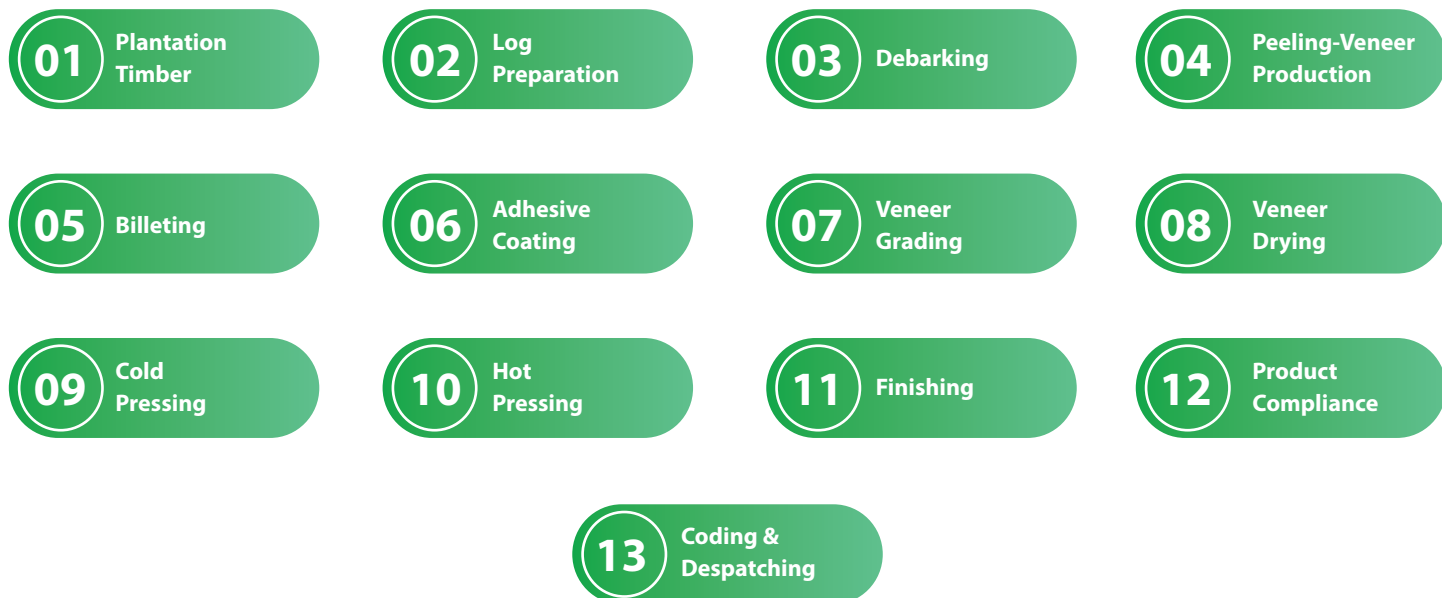 01
Plantation
Timber
02
Log
Preparation
03
Debarking
04
Peeling-Veneer
Production
05
Billeting
06
Adhesive
Coating
07
Veneer
Grading
08
Veneer
Drying
09
Cold
Pressing
10
Hot
Pressing
11
Finishing
12
Product
Compliance
13
Coding &
Despatching